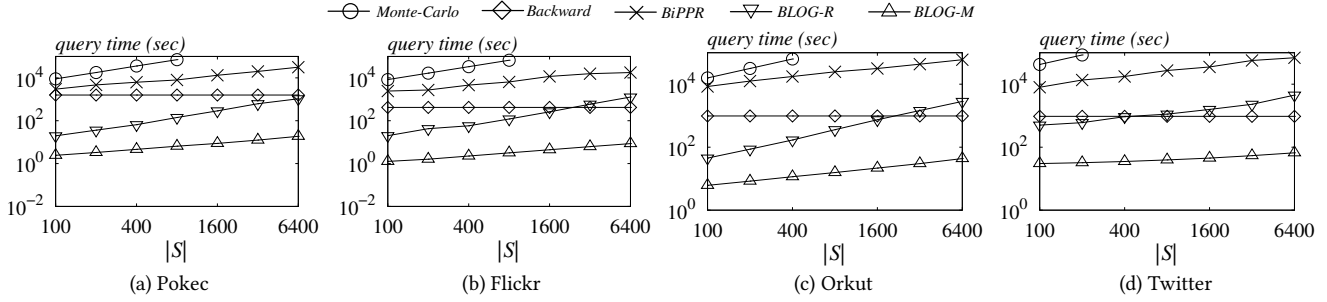 Monte-Carlo Backward BiPPR BLOG-R BLOG-M
query time (sec) query time (sec) query time (sec) query time (sec)
10^4 10^4 10^4 10^4
10^2 10^2
10^2 10^2
10^0 10^0
10^-2 10^-2 10^0 10^0
100 400 1600 6400 100 400 1600 6400 100 400 1600 6400 100 400 1600 6400
|S| |S| |S| |S|
(a) Pokec (b) Flickr (c) Orkut (d) Twitter